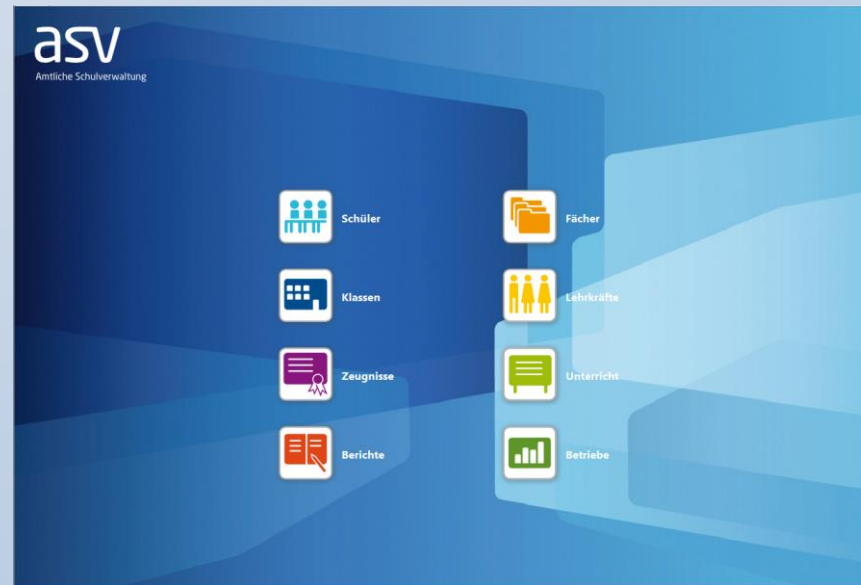 asv
Amtliche Schulverwaltung
Schüler
Fächer
Klassen
Lehrkräfte
Zeugnisse
Unterricht
Berichte
Betriebe